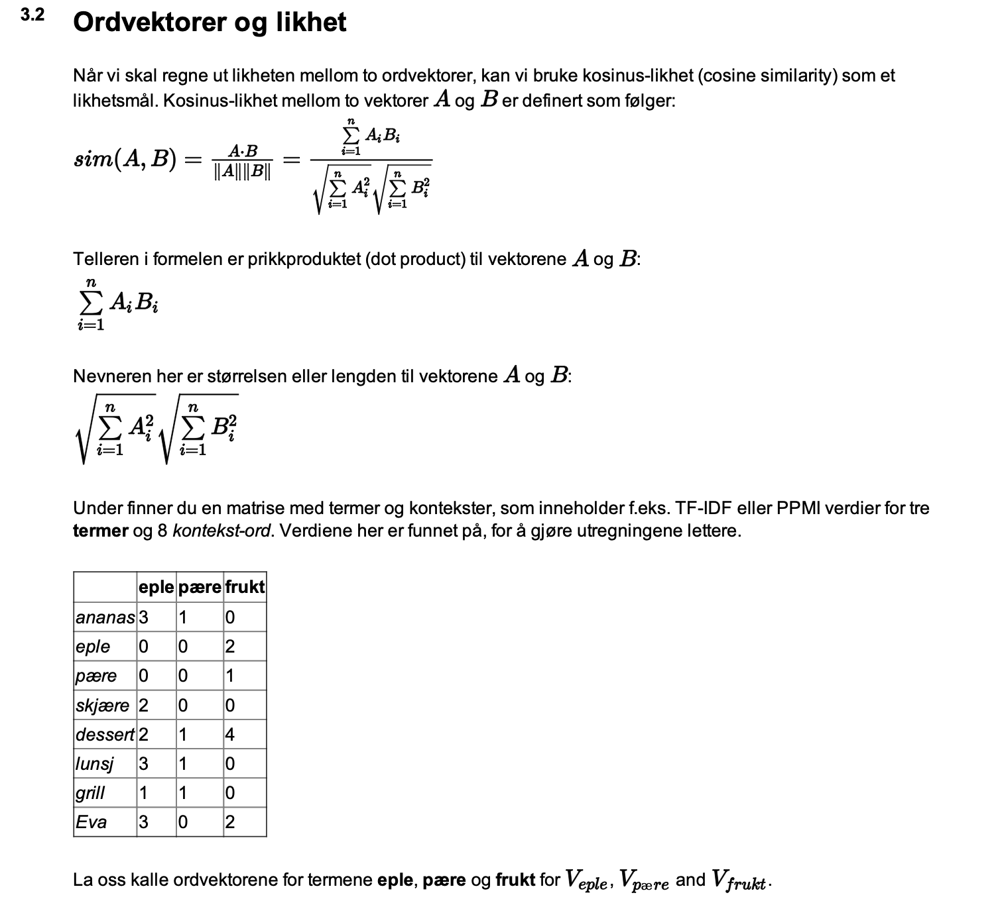 3.2 Ordvektorer og likhet
Når vi skal regne ut likheten mellom to ordvektorer, kan vi bruke kosinus-likhet (cosine similarity) som et
likhetsmål. Kosinus-likhet mellom to vektorer A og B er definert som følger:
sim(A, B) = \frac{A \cdot B}{\|A\|\|B\|} = \frac{\sum_{i=1}^{n} A_i B_i}{\sqrt{\sum_{i=1}^{n} A_i^2} \sqrt{\sum_{i=1}^{n} B_i^2}}
Telleren i formelen er prikkproduktet (dot product) til vektorene A og B:
\sum_{i=1}^{n} A_i B_i
Nevneren her er størrelsen eller lengden til vektorene A og B:
\sqrt{\sum_{i=1}^{n} A_i^2} \sqrt{\sum_{i=1}^{n} B_i^2}
Under finner du en matrise med termer og kontekster, som inneholder f.eks. TF-IDF eller PPMI verdier for tre
termer og 8 kontekst-ord. Verdiene her er funnet på, for å gjøre utregningene lettere.
eple pære frukt
ananas 3 1 0
eple 0 0 2
pære 0 0 1
skjære 2 0 0
dessert 2 1 4
lunsj 3 1 0
grill 1 1 0
Eva 3 0 2
La oss kalle ordvektorene for termene eple, pære og frukt for V_{eple}, V_{pære} and V_{frukt}.